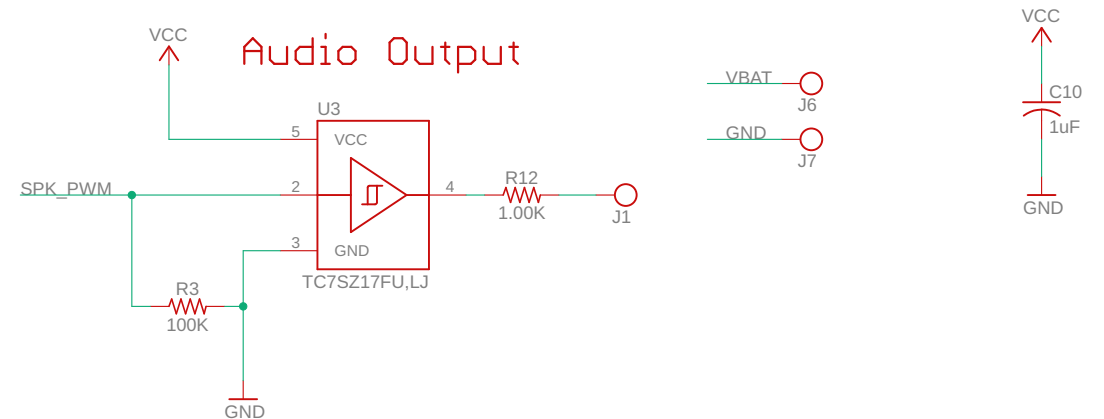 VCC
Audio Output
VCC
U3
VBAT
J6
C10
1uF
5
VCC
GND
J7
SPK_PWM
2
4
R12
1.00K
J1
3
GND
GND
TC7SZ17FU,LJ
R3
100K
GND